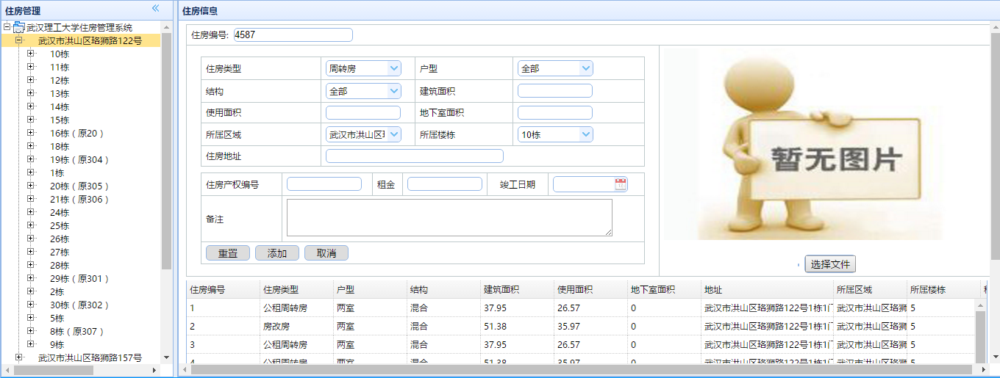 住房管理
武汉理工大学住房管理系统
武汉市洪山区珞狮路122号
10栋
11栋
12栋
13栋
14栋
15栋
16栋（原20）
18栋
19栋（原304）
1栋
20栋（原305）
21栋（原306）
24栋
25栋
26栋
27栋
28栋
29栋（原301）
2栋
30栋（原302）
5栋
8栋（原307）
9栋
武汉市洪山区珞狮路157号
住房信息
住房编号: 4587
住房类型 周转房 户型 全部
结构 全部 建筑面积
使用面积 地下室面积
所居区域 武汉市洪山区 所居楼栋 10栋
住房地址
住房产权编号 租金 竣工日期
备注
重置 添加 取消
暂无图片
选择文件
住房编号 住房类型 户型 结构 建筑面积 使用面积 地下室面积 地址 所居区域 所居楼栋
1 公租周转房 两室 混合 37.95 26.57 0 武汉市洪山区珞狮路122号1栋1门 武汉市洪山区珞狮 5
2 房改房 两室 混合 51.38 35.97 0 武汉市洪山区珞狮路122号1栋1门 武汉市洪山区珞狮 5
3 公租周转房 两室 混合 37.95 26.57 0 武汉市洪山区珞狮路122号1栋1门 武汉市洪山区珞狮 5
4 公租周转房 两室 混合 51.38 35.97 0 武汉市洪山区珞狮路122号1栋1门 武汉市洪山区珞狮 5